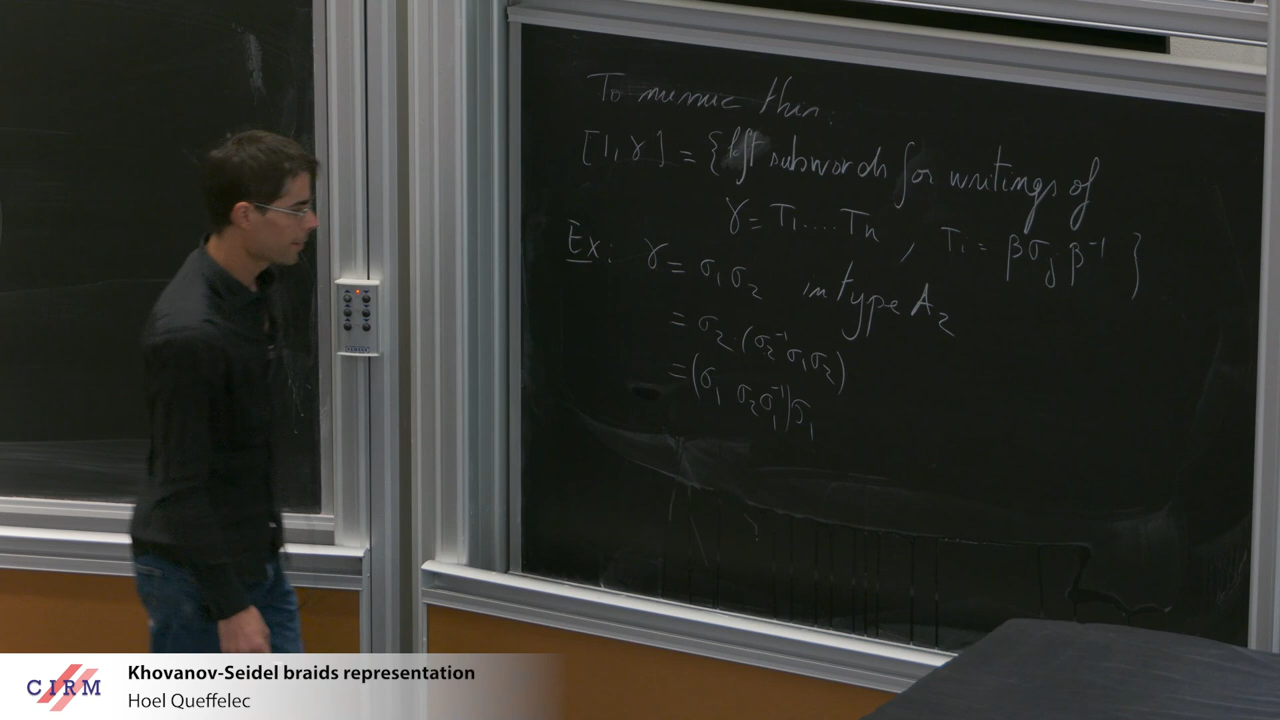 To mimic this:
[1, γ] = {left subwords for writings of
γ = T₁....Tₙ , Tᵢ = βσⱼβ⁻¹ }
Ex: γ = σ₁σ₂ in type A₂
= σ₂.(σ₂⁻¹σ₁σ₂)
= (σ₁ σ₂σ₁⁻¹)σ₁
CIRM
Khovanov-Seidel braids representation
Hoel Queffelec